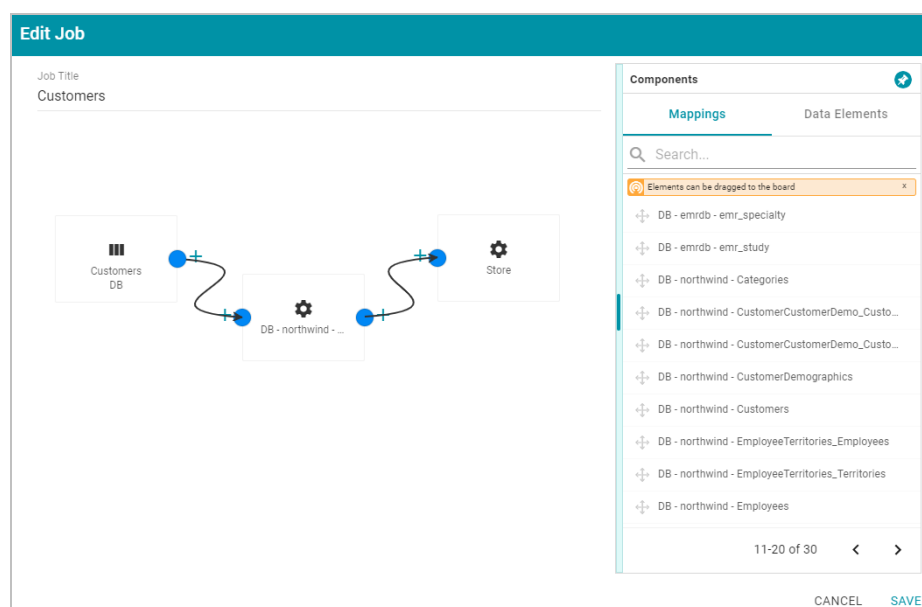 Edit Job
Job Title
Customers
Customers
DB
DB - northwind - ...
Store
Components
Mappings
Data Elements
Search...
Elements can be dragged to the board
x
DB - emrdb - emr_specialty
DB - emrdb - emr_study
DB - northwind - Categories
DB - northwind - CustomerCustomerDemo_Custo...
DB - northwind - CustomerCustomerDemo_Custo...
DB - northwind - CustomerDemographics
DB - northwind - Customers
DB - northwind - EmployeeTerritories_Employees
DB - northwind - EmployeeTerritories_Territories
DB - northwind - Employees
11-20 of 30
CANCEL
SAVE